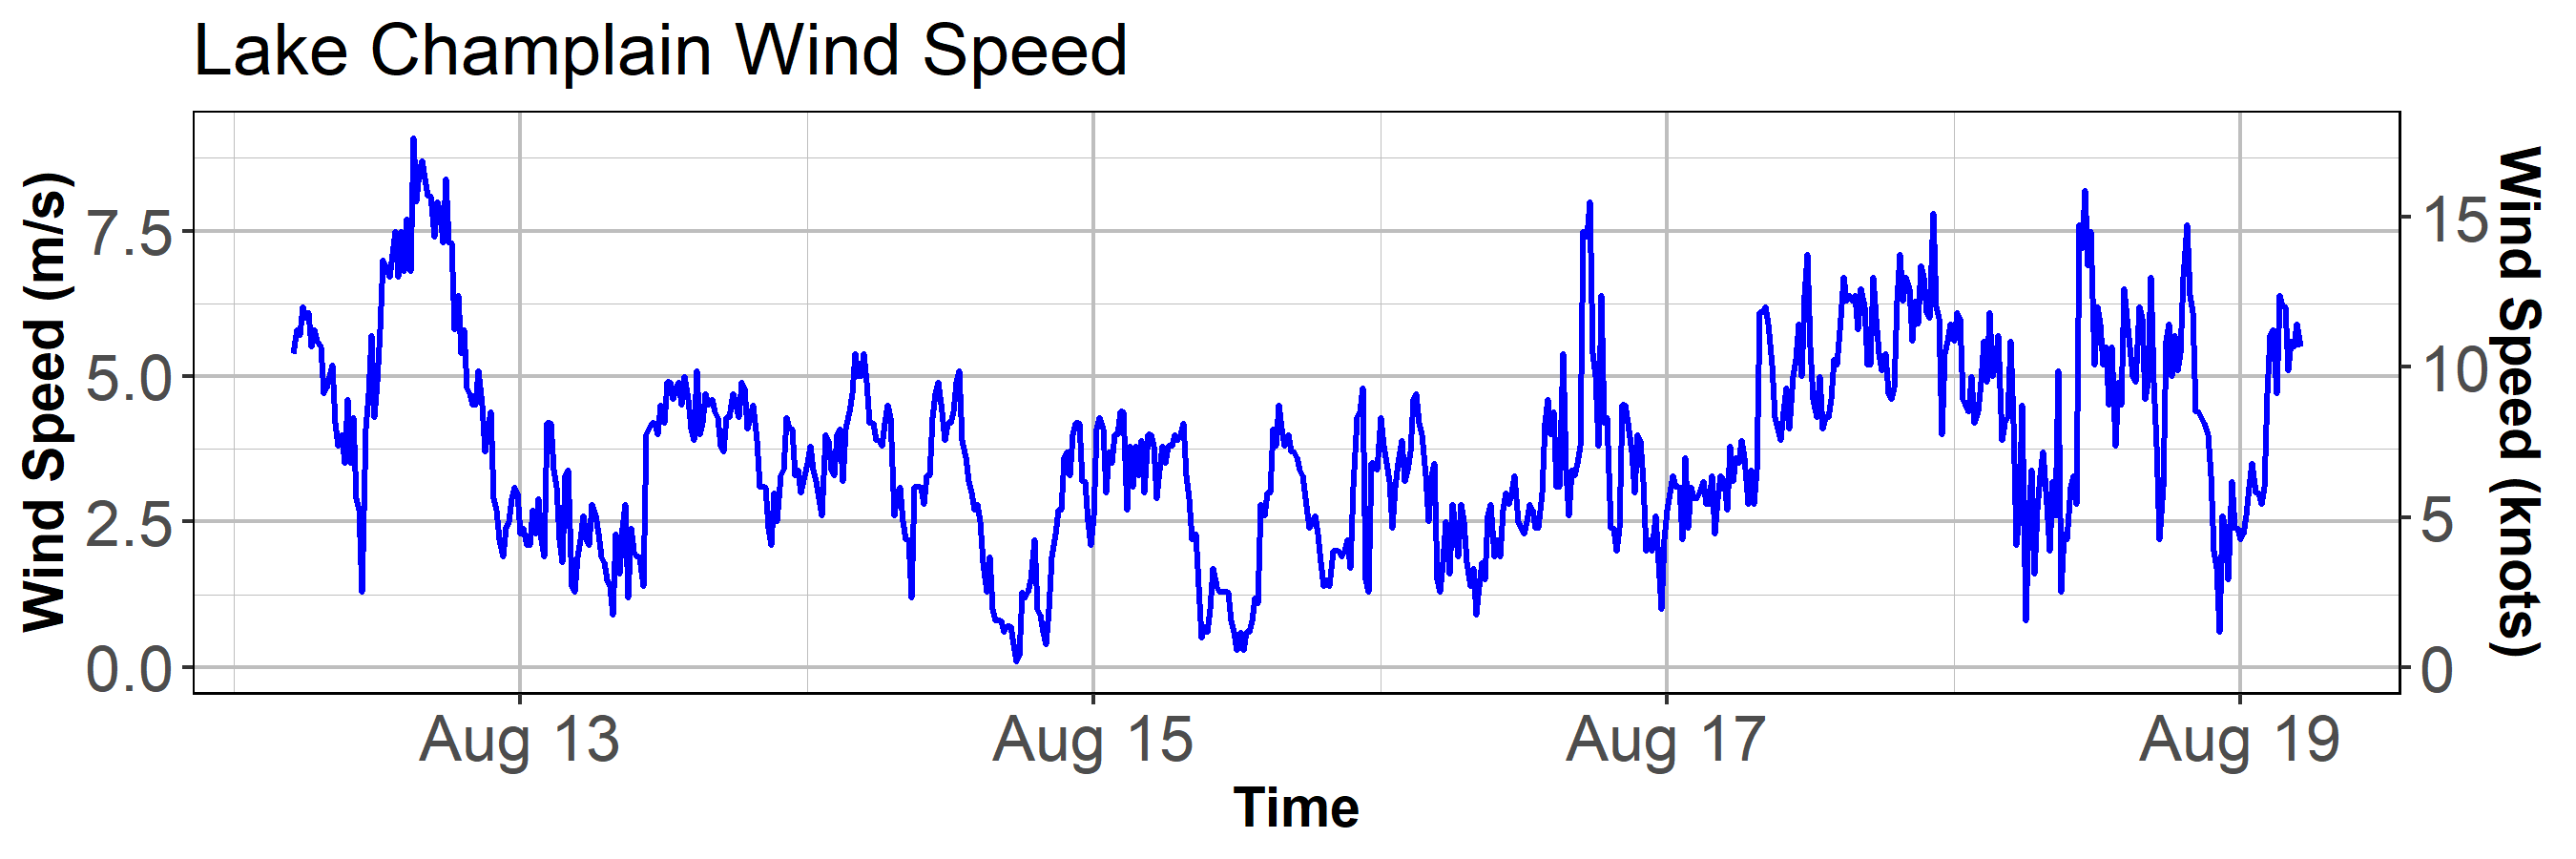 Lake Champlain Wind Speed
Wind Speed (m/s)
7.5
5.0
2.5
0.0
15
10
5
0
Wind Speed (knots)
Aug 13
Aug 15
Aug 17
Aug 19
Time